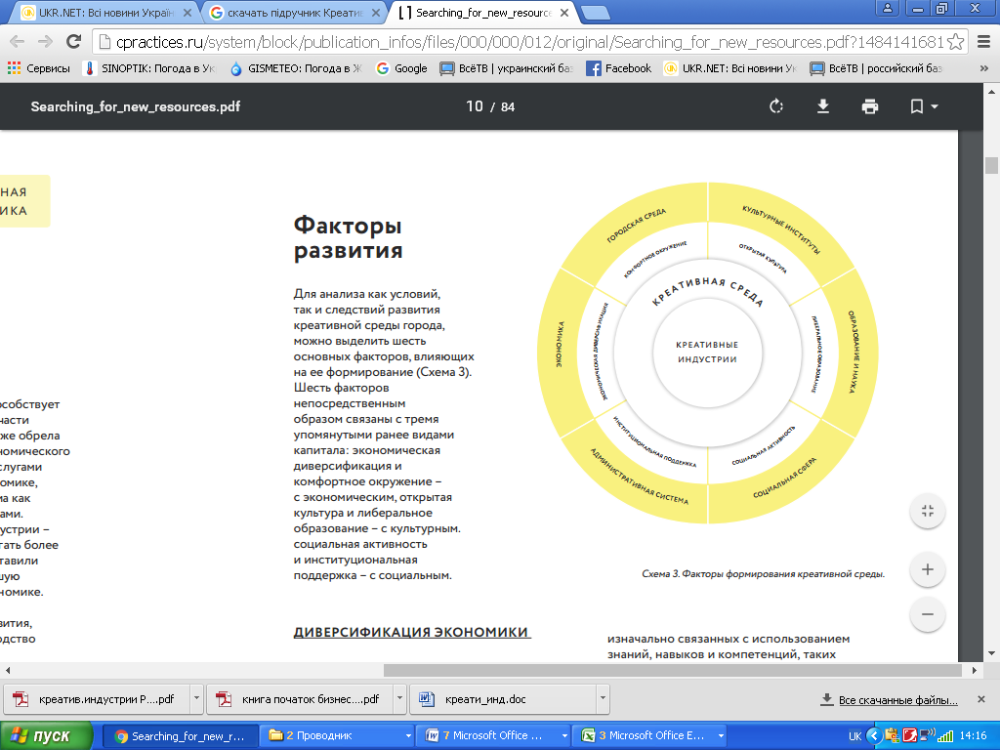 UKR.NET: Всі новини Україн
скачать підручник Креатив
Searching_for_new_resource
cpractices.ru/system/block/publication_infos/files/000/000/012/original/Searching_for_new_resources.pdf?1484141681
Сервисы
SINOPTIK: Погода в Ук
GISMETEO: Погода в Ж
Google
ВсёТВ | украинский баз
Facebook
UKR.NET: Всі новини Ук
ВсёТВ | российский баз
»
Searching_for_new_resources.pdf
10 / 84
НАЯ
ИКА
Факторы
развития
Для анализа как условий,
так и следствий развития
креативной среды города,
можно выделить шесть
основных факторов, влияющих
на ее формирование (Схема 3).
Шесть факторов
непосредственным
образом связаны с тремя
упомянутыми ранее видами
капитала: экономическая
диверсификация и
комфортное окружение –
с экономическим, открытая
культура и либеральное
образование – с культурным.
социальная активность
и институциональная
поддержка – с социальным.
особствует
части
же обрела
номического
слугами
омике,
ма как
ами.
устрии –
гать более
тавили
шую
номике.
звития,
одство
ГОРОДСКАЯ СРЕДА
КУЛЬТУРНЫЕ ИНСТИТУТЫ
КОМФОРТНОЕ ОКРУЖЕНИЕ
ОТКРЫТАЯ КУЛЬТУРА
КРЕАТИВНАЯ СРЕДА
ЭКОНОМИКА
ЭКОНОМИЧЕСКАЯ ДИВЕРСИФИКАЦИЯ
КРЕАТИВНЫЕ
ИНДУСТРИИ
ЛИБЕРАЛЬНОЕ ОБРАЗОВАНИЕ
ОБРАЗОВАНИЕ И НАУКА
ИНСТИТУЦИОНАЛЬНАЯ ПОДДЕРЖКА
СОЦИАЛЬНАЯ АКТИВНОСТЬ
АДМИНИСТРАТИВНАЯ СИСТЕМА
СОЦИАЛЬНАЯ СФЕРА
Схема 3. Факторы формирования креативной среды.
ДИВЕРСИФИКАЦИЯ ЭКОНОМИКИ
изначально связанных с использованием
знаний, навыков и компетенций, таких
креатив.индустрии Р....pdf
книга початок бизнес....pdf
креати_инд.doc
Все скачанные файлы...
пуск
Searching_for_new_r...
2 Проводник
7 Microsoft Office ...
3 Microsoft Office E...
UK
14:16